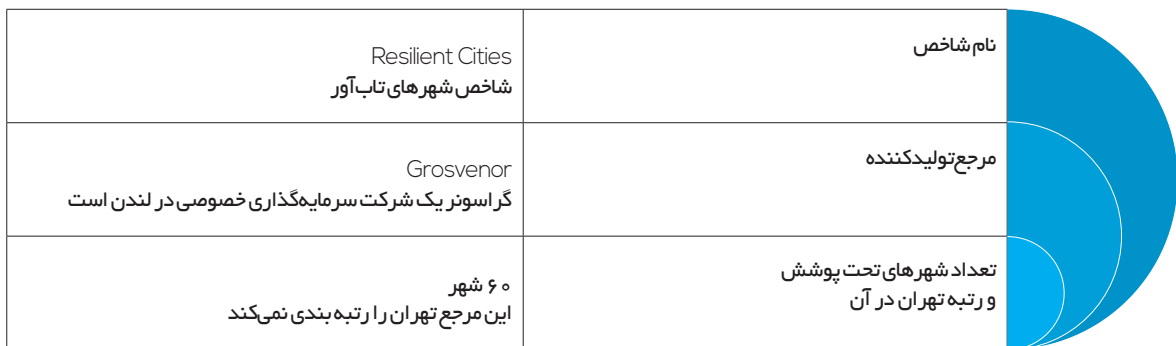 نام شاخص
Resilient Cities
شاخص شهرهای تاب‌آور
مرجع تولیدکننده
Grosvenor
گراسونر یک شرکت سرمایه‌گذاری خصوصی در لندن است
تعداد شهرهای تحت پوشش
و رتبه تهران در آن
۶۰ شهر
این مرجع تهران را رتبه بندی نمی‌کند